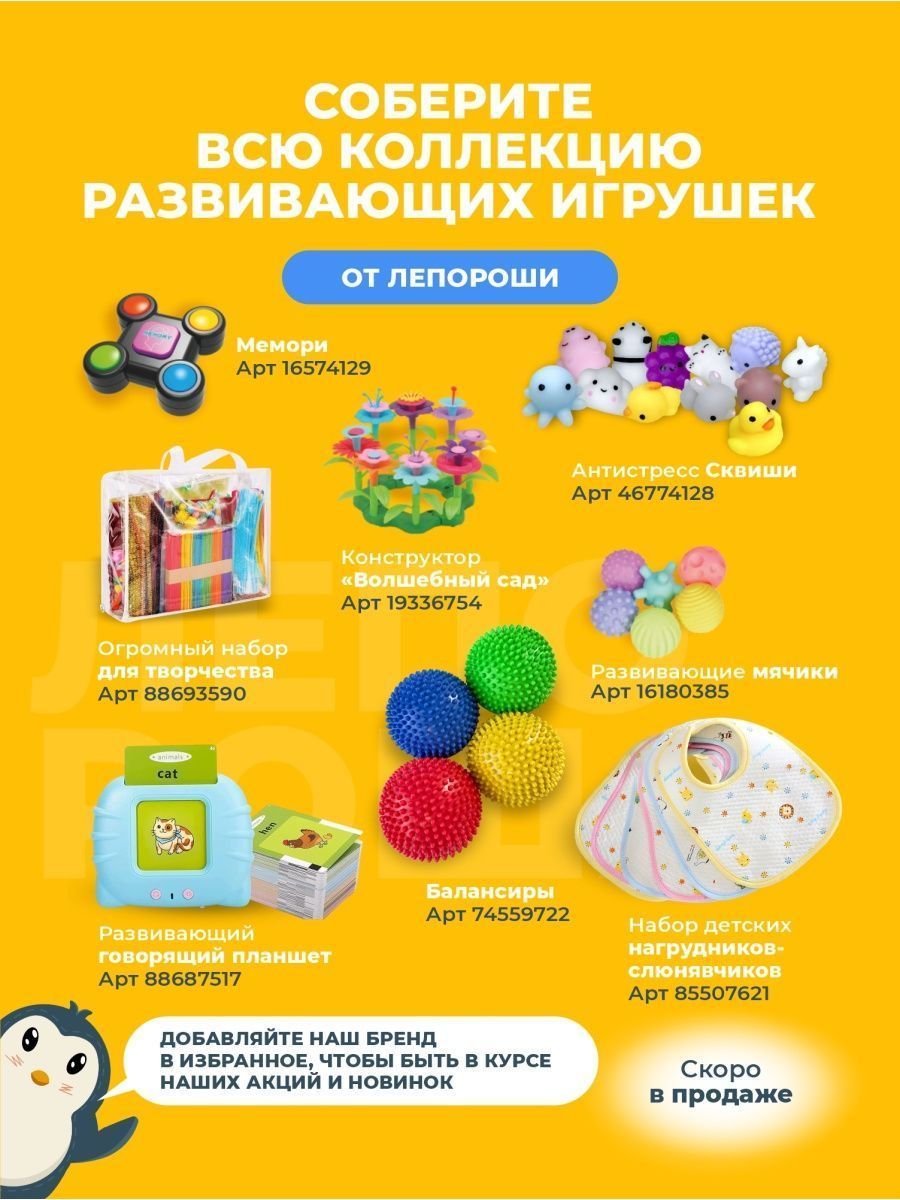 СОБЕРИТЕ
ВСЮ КОЛЛЕКЦИЮ
РАЗВИВАЮЩИХ ИГРУШЕК
ОТ ЛЕПОРОШИ
MEMORY
Мемори
Арт 16574129
Антистресс Сквиши
Арт 46774128
Конструктор
«Волшебный сад»
Арт 19336754
Огромный набор
для творчества
Арт 88693590
Развивающие мячики
Арт 16180385
ЛЕПО
РОШ
animals
cat
hen
Развивающий
говорящий планшет
Арт 88687517
Балансиры
Арт 74559722
Набор детских
нагрудников-
слюнявчиков
Арт 85507621
ДОБАВЛЯЙТЕ НАШ БРЕНД
В ИЗБРАННОЕ, ЧТОБЫ БЫТЬ В КУРСЕ
НАШИХ АКЦИЙ И НОВИНОК
Скоро
в продаже